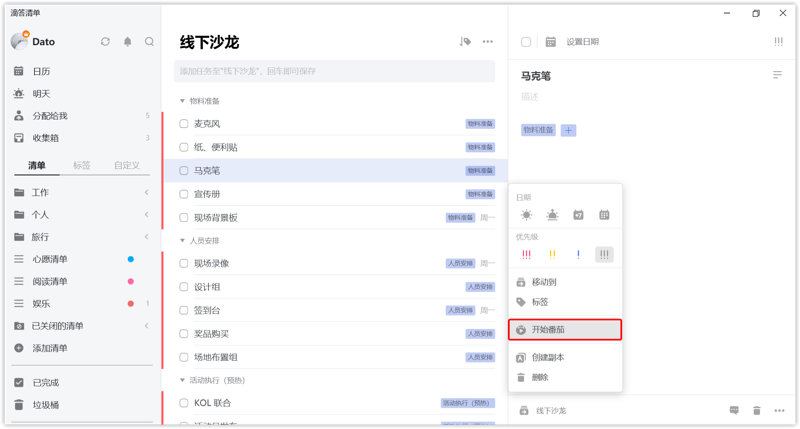 滴答清单
Dato
日历
明天
分配给我 5
收集箱 3
清单 标签 自定义
工作
个人
旅行
心愿清单
阅读清单
娱乐 1
已关闭的清单
添加清单
已完成
垃圾桶
线下沙龙
添加任务至"线下沙龙"，回车即可保存
物料准备
麦克风 物料准备
纸、便利贴 物料准备
马克笔 物料准备
宣传册 物料准备
现场背景板 物料准备 周一
人员安排
现场录像 人员安排 周一
设计组 人员安排
签到台 人员安排 周一
奖品购买 人员安排
场地布置组 人员安排
活动执行（预热）
KOL 联合 活动执行（预热）
设置日期 !!!
马克笔
描述
物料准备 +
日期
+7
优先级
!!! !! ! !!!
移动到
标签
开始番茄
创建副本
删除
线下沙龙